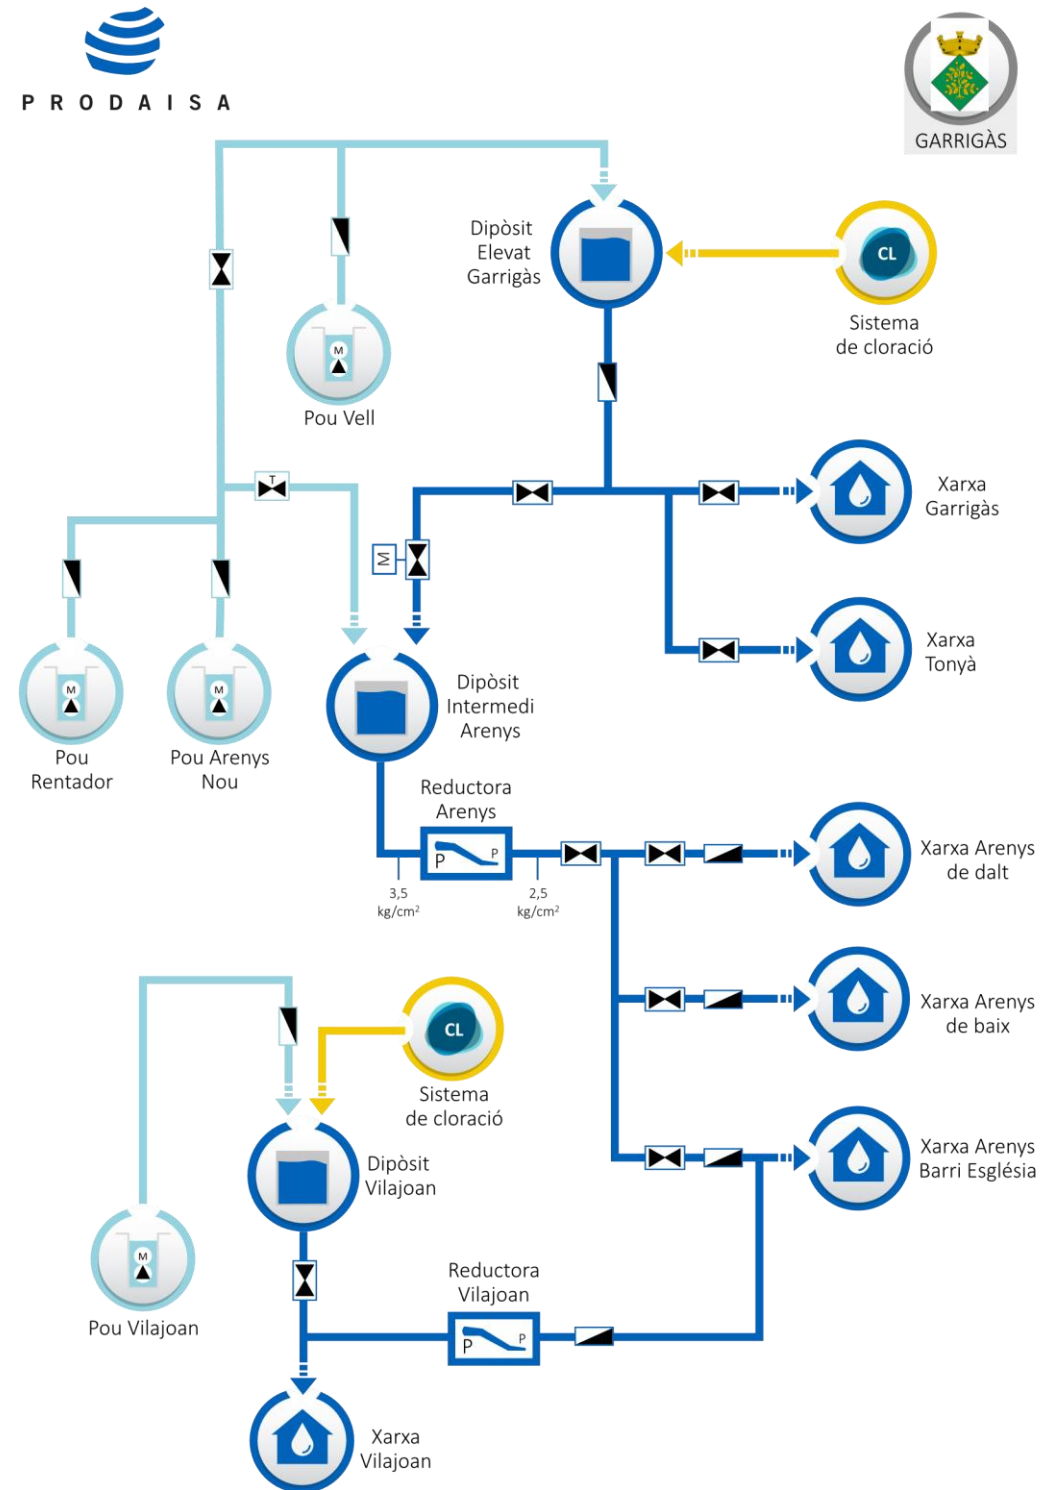 PRODAISA
GARRIGÀS
Dipòsit
Elevat
Garrigàs
CL
Sistema
de cloració
M
Pou Vell
T
Xarxa
Garrigàs
M
Xarxa
Tonyà
M
Pou
Rentador
M
Pou Arenys
Nou
Dipòsit
Intermedi
Arenys
Reductora
Arenys
P
P
3,5
kg/cm²
2,5
kg/cm²
Xarxa Arenys
de dalt
Xarxa Arenys
de baix
CL
Sistema
de cloració
Dipòsit
Vilajoan
Xarxa Arenys
Barri Església
M
Pou Vilajoan
Reductora
Vilajoan
P
P
Xarxa
Vilajoan